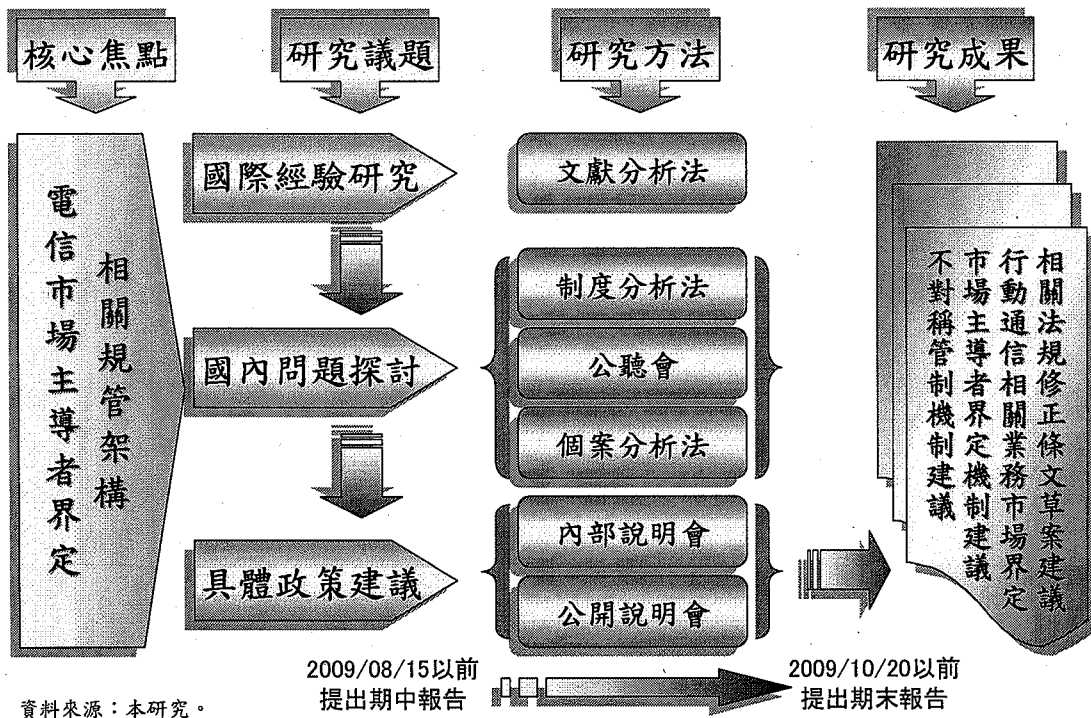 核心焦點
研究議題
研究方法
研究成果
電信市場主導者界定
相關規管架構
國際經驗研究
國內問題探討
具體政策建議
文獻分析法
制度分析法
公聽會
個案分析法
內部說明會
公開說明會
相關法規修正條文草案建議
行動通信相關業務市場界定
市場主導者界定機制建議
不對稱管制機制建議
2009/08/15以前
提出期中報告
2009/10/20以前
提出期末報告
資料來源：本研究。